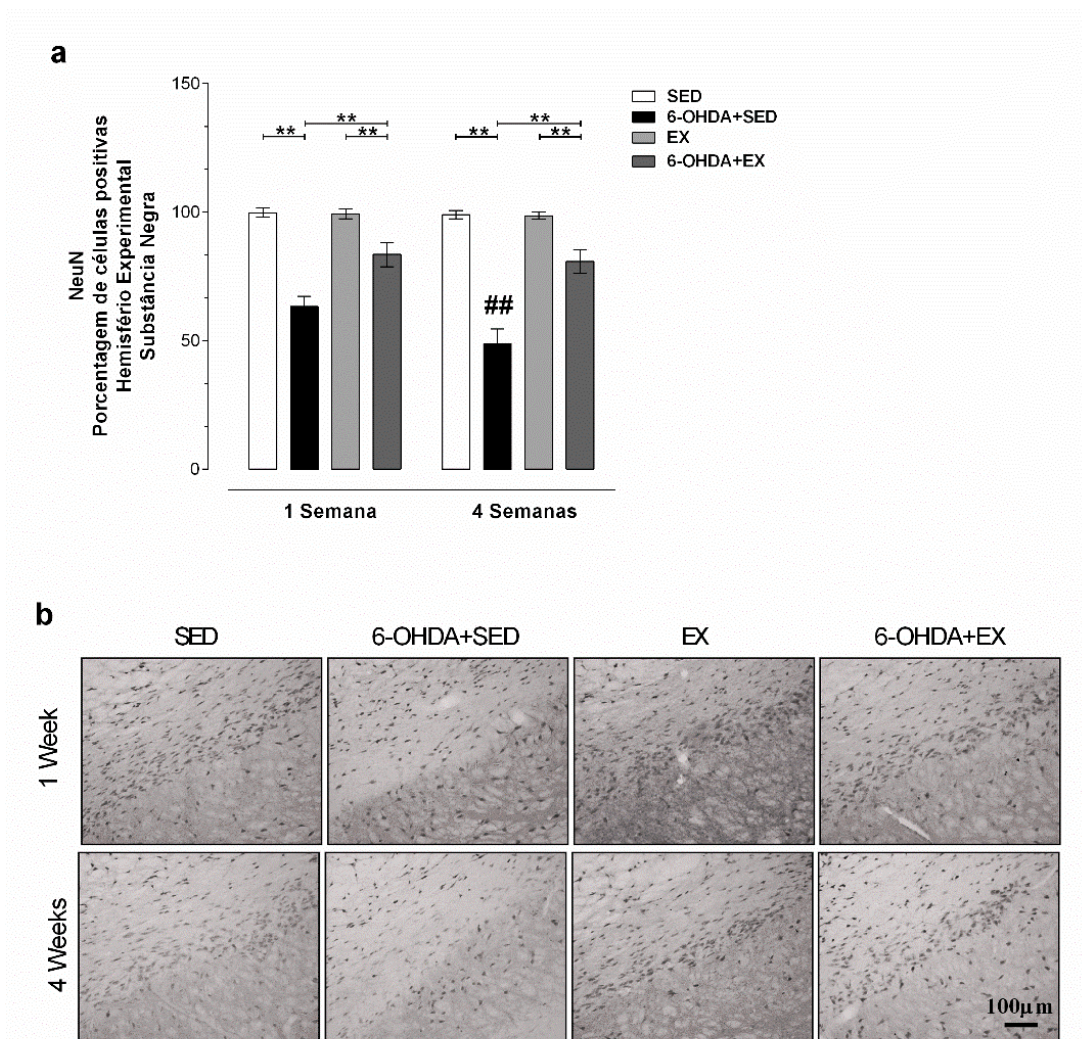 a
NeuN
Porcentagem de células positivas
Hemisfério Experimental
Substância Negra
150
100
50
0
**
**
**
**
**
**
##
SED
6-OHDA+SED
EX
6-OHDA+EX
1 Semana
4 Semanas
b
SED
6-OHDA+SED
EX
6-OHDA+EX
1 Week
4 Weeks
100µm